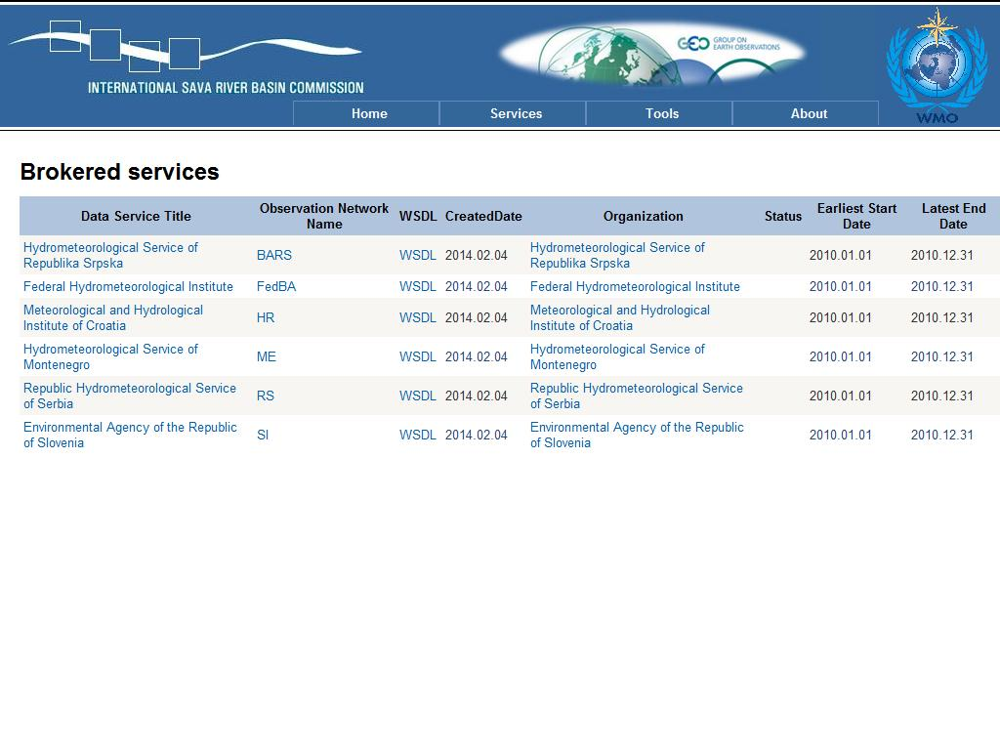 INTERNATIONAL SAVA RIVER BASIN COMMISSION
GEO GROUP ON
EARTH OBSERVATIONS
WMO
Home Services Tools About
Brokered services
Data Service Title Observation Network Name WSDL CreatedDate Organization Status Earliest Start Date Latest End Date
Hydrometeorological Service of Republika Srpska BARS WSDL 2014.02.04 Hydrometeorological Service of Republika Srpska 2010.01.01 2010.12.31
Federal Hydrometeorological Institute FedBA WSDL 2014.02.04 Federal Hydrometeorological Institute 2010.01.01 2010.12.31
Meteorological and Hydrological Institute of Croatia HR WSDL 2014.02.04 Meteorological and Hydrological Institute of Croatia 2010.01.01 2010.12.31
Hydrometeorological Service of Montenegro ME WSDL 2014.02.04 Hydrometeorological Service of Montenegro 2010.01.01 2010.12.31
Republic Hydrometeorological Service of Serbia RS WSDL 2014.02.04 Republic Hydrometeorological Service of Serbia 2010.01.01 2010.12.31
Environmental Agency of the Republic of Slovenia SI WSDL 2014.02.04 Environmental Agency of the Republic of Slovenia 2010.01.01 2010.12.31